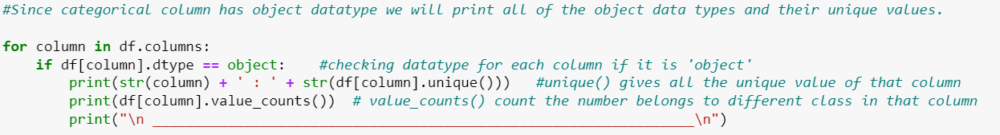 #Since categorical column has object datatype we will print all of the object data types and their unique values.
for column in df.columns:
    if df[column].dtype == object:    #checking datatype for each column if it is 'object'
        print(str(column) + ' : ' + str(df[column].unique()))   #unique() gives all the unique value of that column
        print(df[column].value_counts())  # value_counts() count the number belongs to different class in that column
        print("\n ____________________________________________________________________\n")